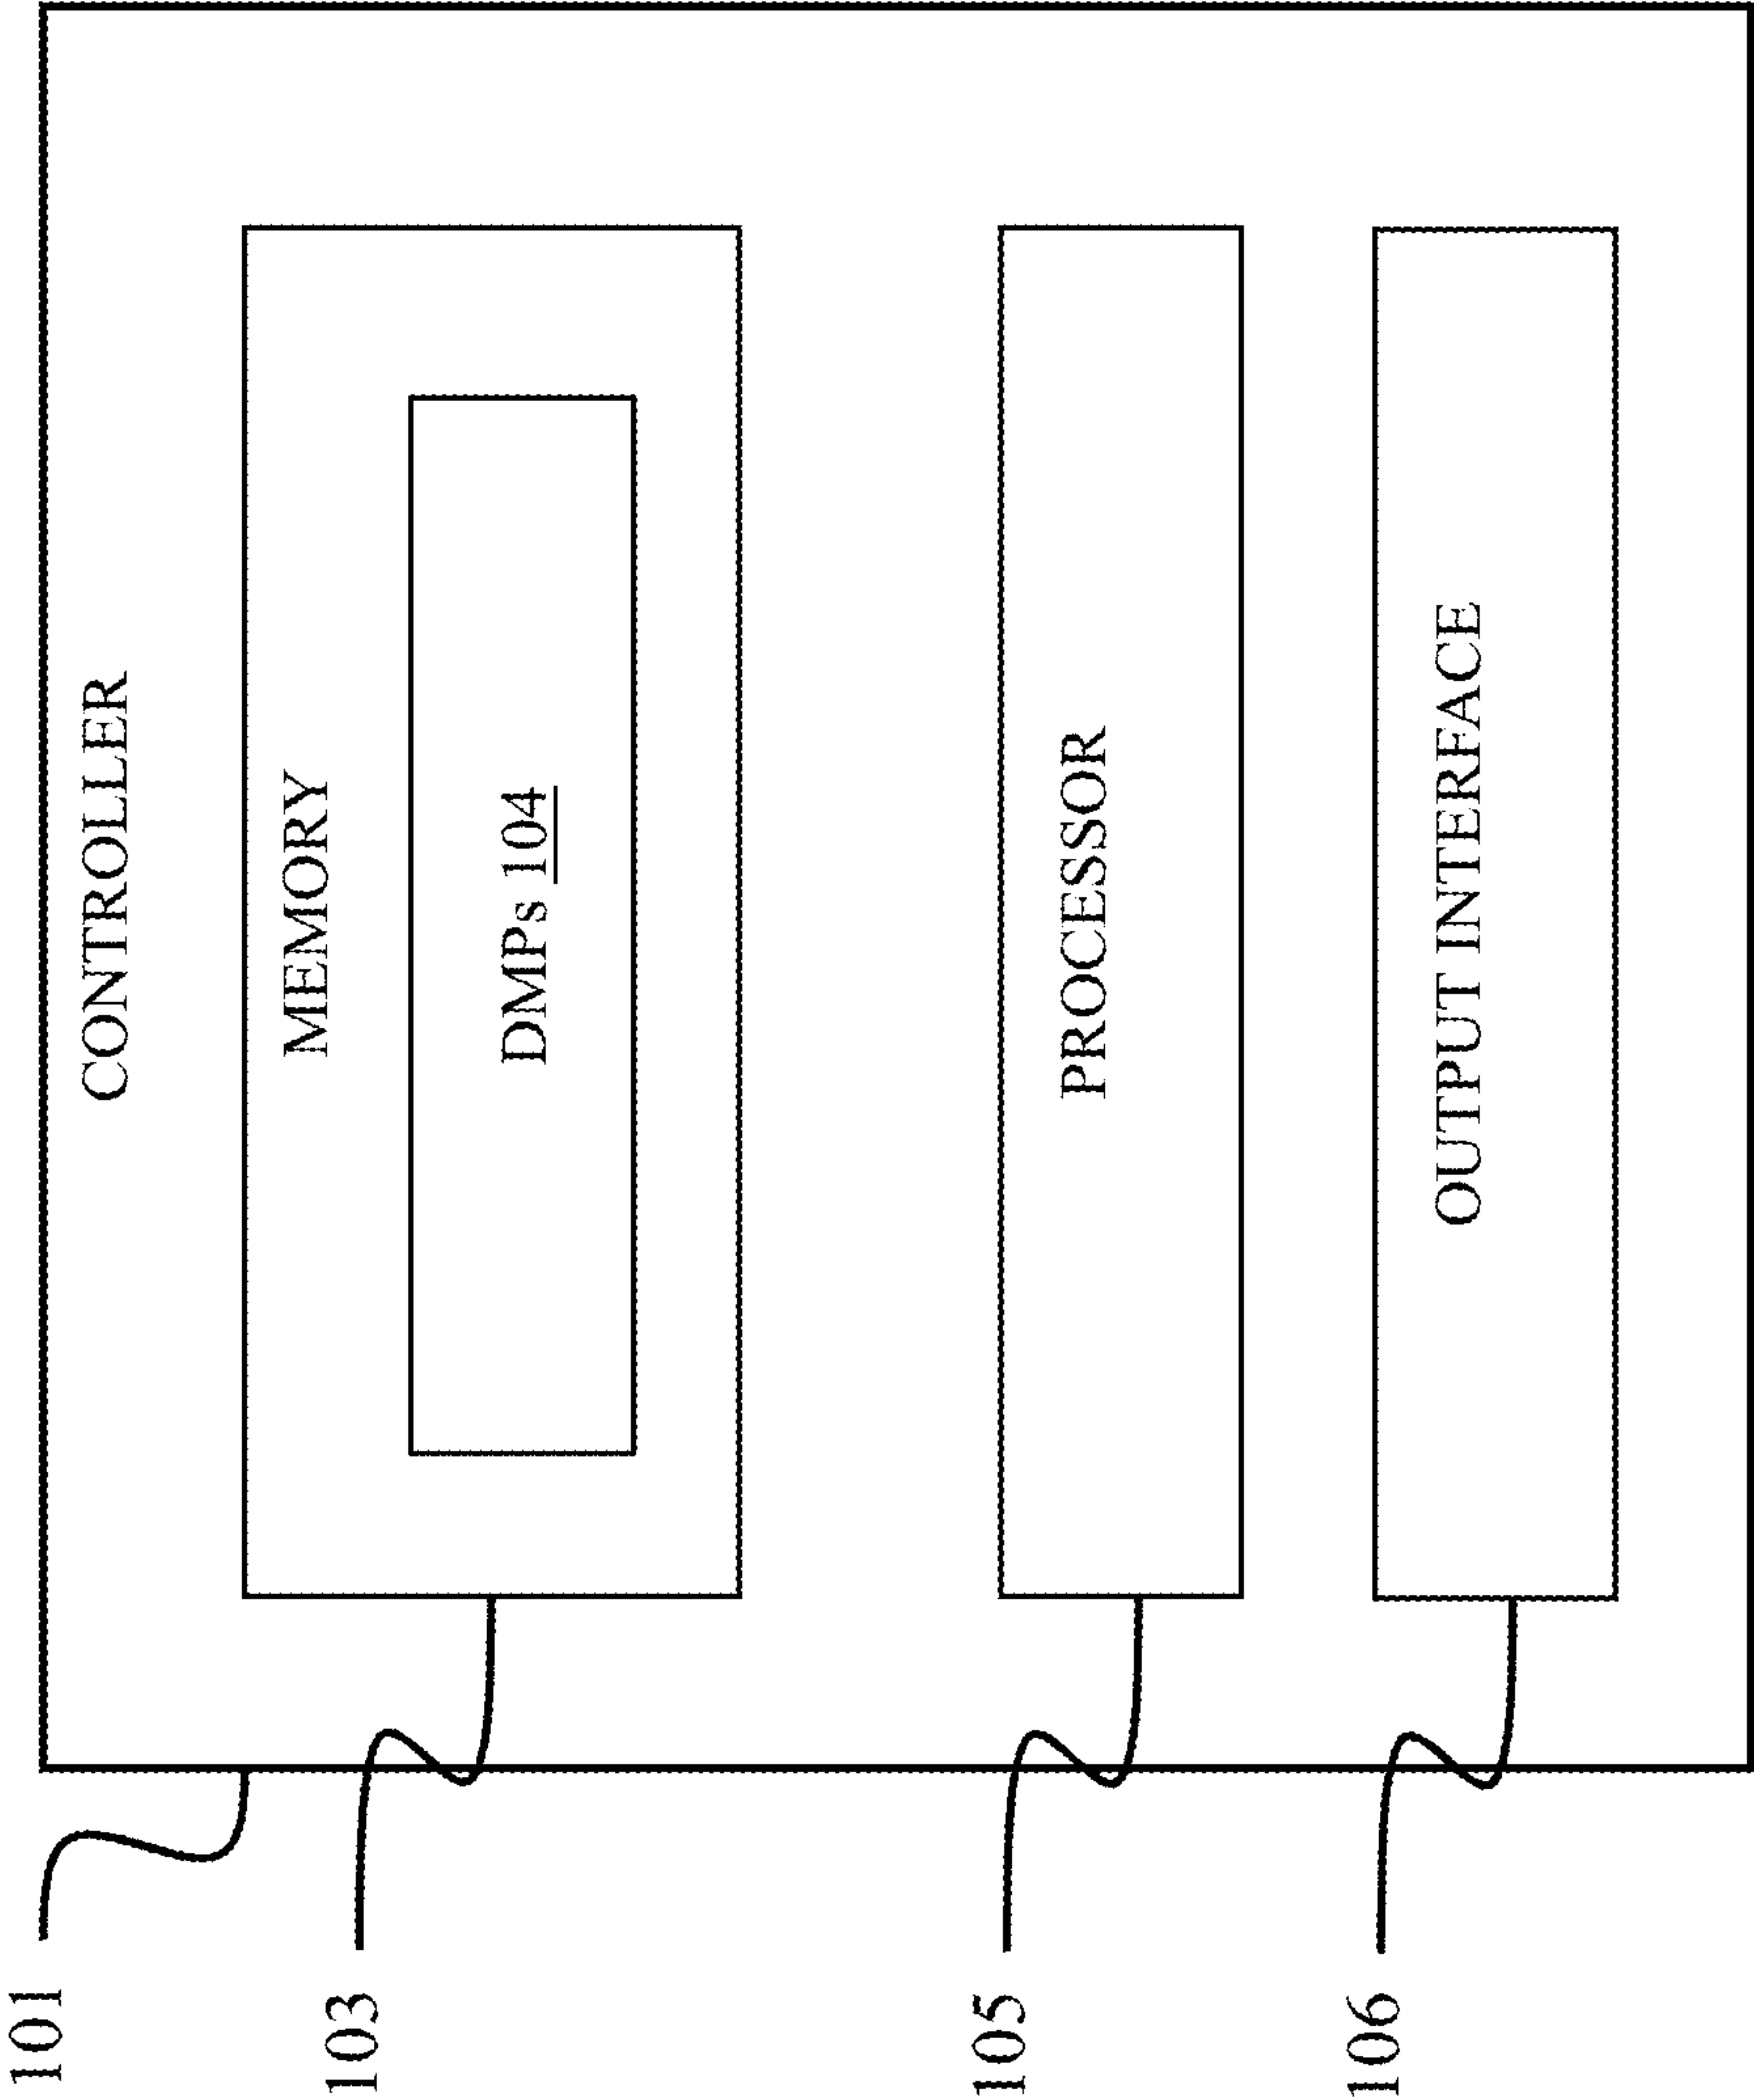 101
CONTROLLER
103
MEMORY
DMPs 104
105
PROCESSOR
106
OUTPUT INTERFACE